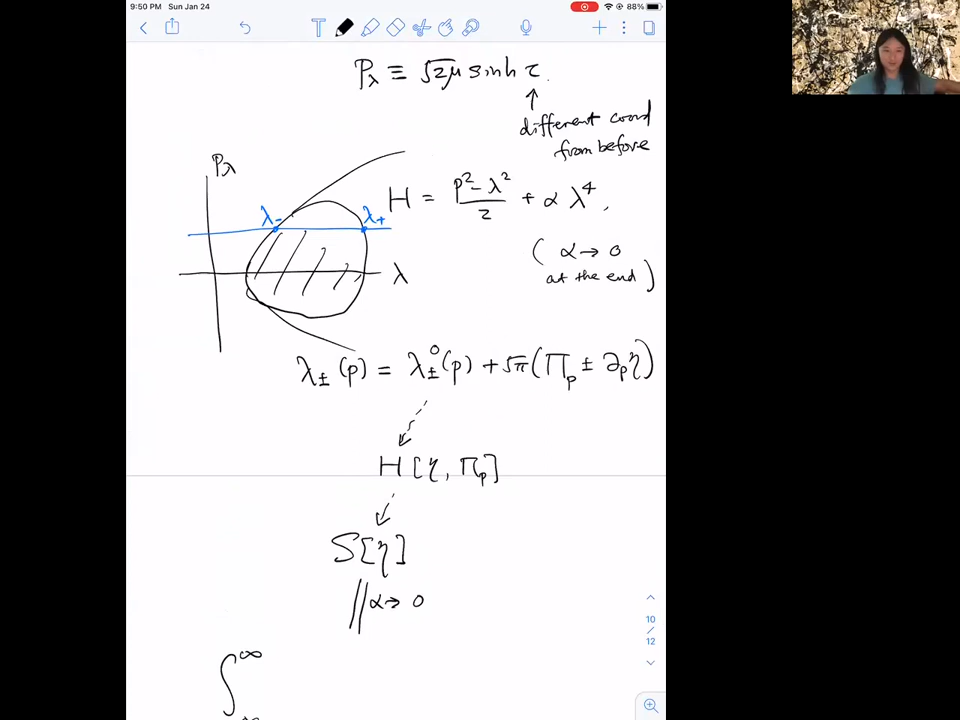 9:50 PM Sun Jan 24
88%
T
P_λ ≡ √2μ sinh τ.
↑
different coord
from before
P_λ
λ₋
λ₊
H = (p² - λ²)/2 + α λ⁴,
(α → 0
at the end)
λ
λ±(p) = λ±⁰(p) + √π(Π_p ± ∂_pη)
H[η, Π_p]
S[η]
// α → 0
∫ ∞
10
/
12